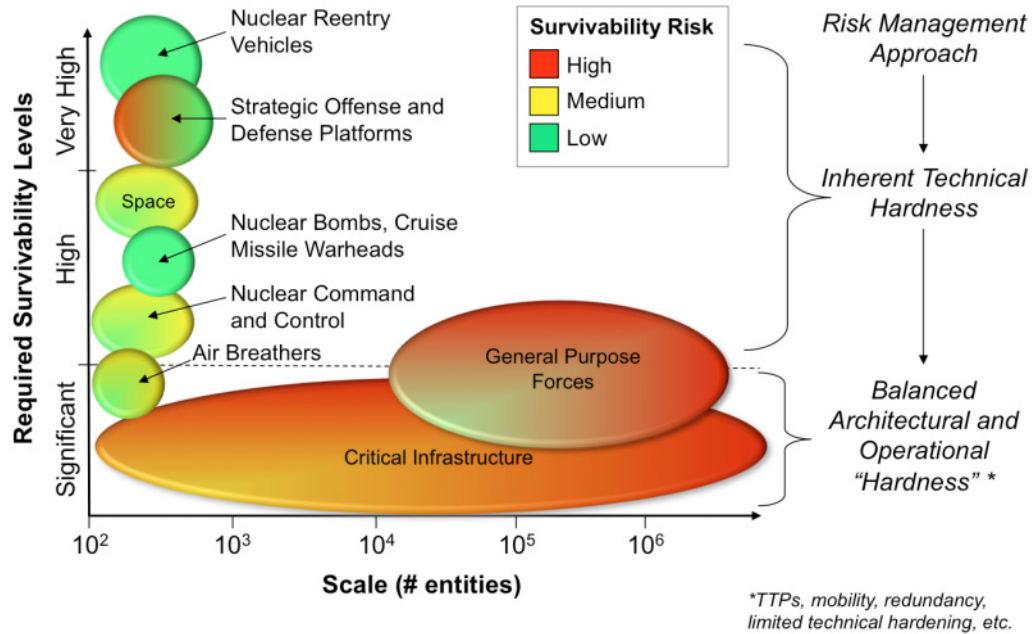 Required Survivability Levels
Very High
High
Significant
Nuclear Reentry
Vehicles
Strategic Offense and
Defense Platforms
Space
Nuclear Bombs, Cruise
Missile Warheads
Nuclear Command
and Control
Air Breathers
General Purpose
Forces
Critical Infrastructure
Survivability Risk
High
Medium
Low
Risk Management
Approach
Inherent Technical
Hardness
Balanced
Architectural and
Operational
“Hardness” *
10² 10³ 10⁴ 10⁵ 10⁶
Scale (# entities)
*TTPs, mobility, redundancy,
limited technical hardening, etc.